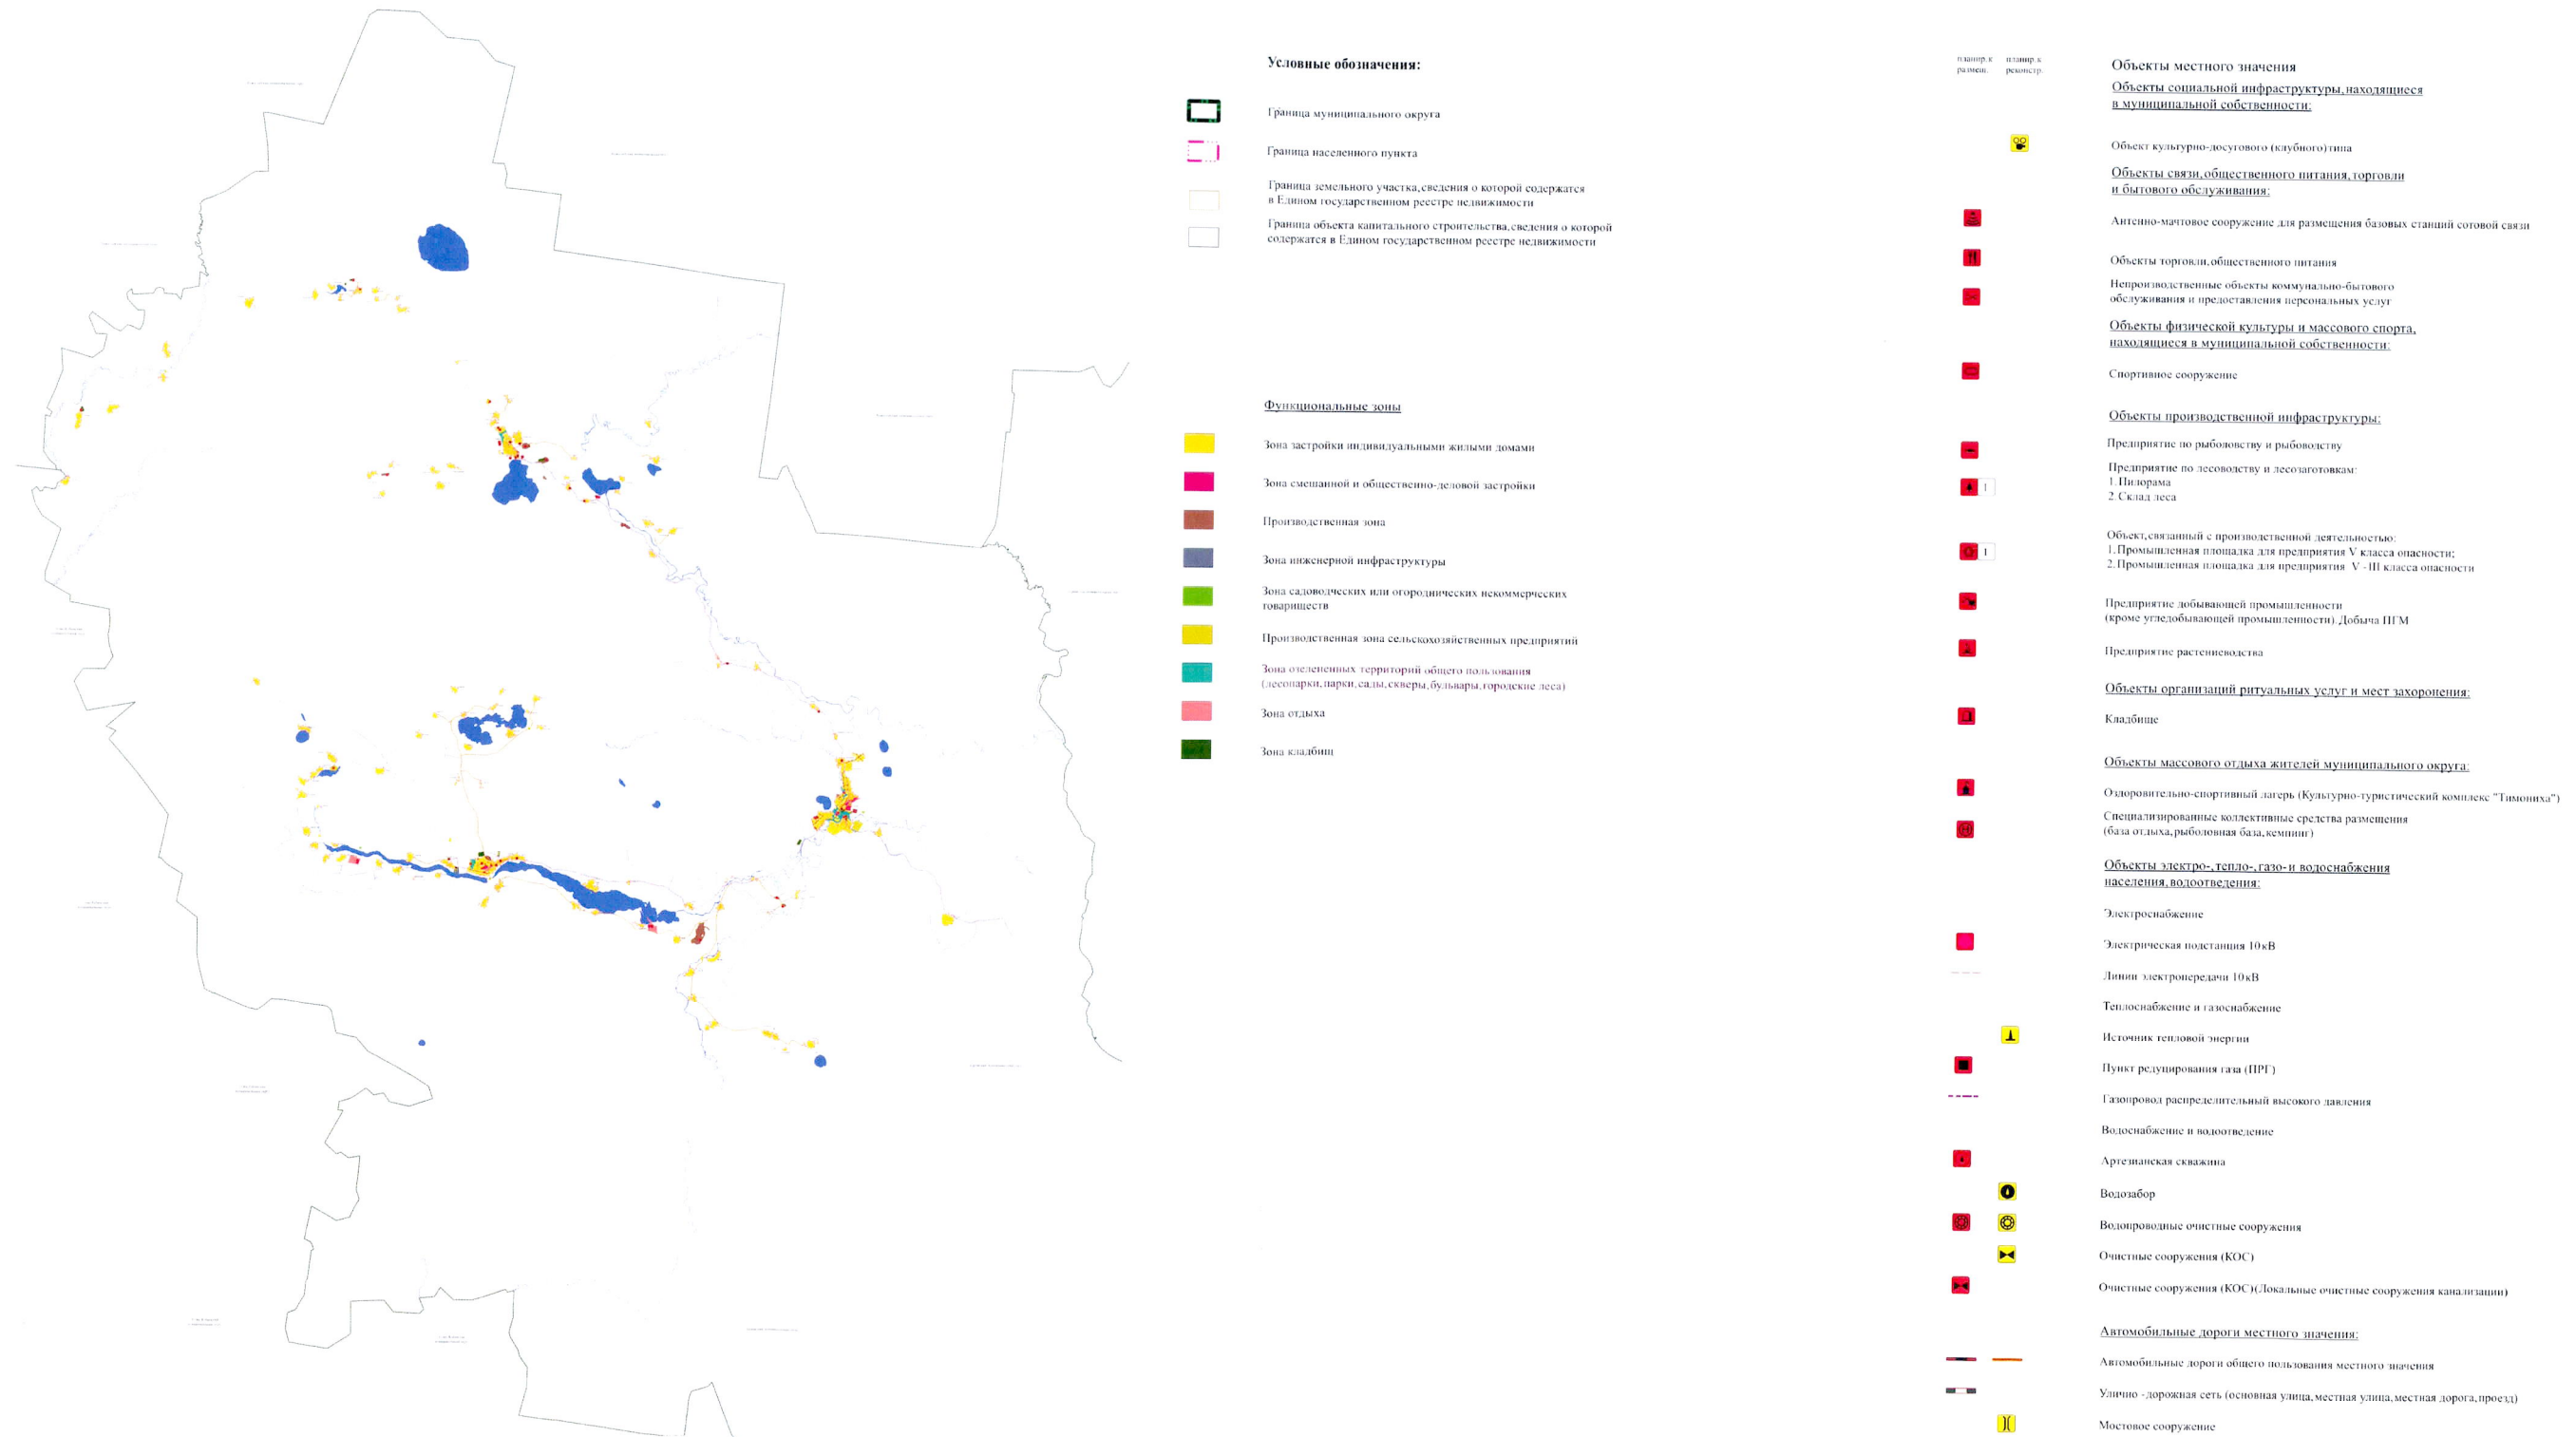 Условные обозначения:
Граница муниципального округа
Граница населенного пункта
Граница земельного участка, сведения о которой содержатся
в Едином государственном реестре недвижимости
Граница объекта капитального строительства, сведения о которой
содержатся в Едином государственном реестре недвижимости
Функциональные зоны
Зона застройки индивидуальными жилыми домами
Зона смешанной и общественно-деловой застройки
Производственная зона
Зона инженерной инфраструктуры
Зона садоводческих или огороднических некоммерческих
товариществ
Производственная зона сельскохозяйственных предприятий
Зона озелененных территорий общего пользования
(лесопарки, парки, сады, скверы, бульвары, городские леса)
Зона отдыха
Зона кладбищ
планир. к
размещ.
планир. к
реконстр.
Объекты местного значения
Объекты социальной инфраструктуры, находящиеся
в муниципальной собственности:
Объект культурно-досугового (клубного) типа
Объекты связи, общественного питания, торговли
и бытового обслуживания:
Антенно-мачтовое сооружение для размещения базовых станций сотовой связи
Объекты торговли, общественного питания
Непроизводственные объекты коммунально-бытового
обслуживания и предоставления персональных услуг
Объекты физической культуры и массового спорта,
находящиеся в муниципальной собственности:
Спортивное сооружение
Объекты производственной инфраструктуры:
Предприятие по рыболовству и рыбоводству
Предприятие по лесоводству и лесозаготовкам:
1. Пилорама
2. Склад леса
1
Объект, связанный с производственной деятельностью:
1. Промышленная площадка для предприятия V класса опасности;
2. Промышленная площадка для предприятия V - III класса опасности
1
Предприятие добывающей промышленности
(кроме угледобывающей промышленности). Добыча ПГМ
Предприятие растениеводства
Объекты организаций ритуальных услуг и мест захоронения:
Кладбище
Объекты массового отдыха жителей муниципального округа:
Оздоровительно-спортивный лагерь (Культурно-туристический комплекс "Тимониха")
Специализированные коллективные средства размещения
(база отдыха, рыболовная база, кемпинг)
Объекты электро-, тепло-, газо- и водоснабжения
населения, водоотведения:
Электроснабжение
Электрическая подстанция 10 кВ
Линии электропередачи 10 кВ
Теплоснабжение и газоснабжение
Источник тепловой энергии
Пункт редуцирования газа (ПРГ)
Газопровод распределительный высокого давления
Водоснабжение и водоотведение
Артезианская скважина
Водозабор
Водопроводные очистные сооружения
Очистные сооружения (КОС)
Очистные сооружения (КОС) (Локальные очистные сооружения канализации)
Автомобильные дороги местного значения:
Автомобильные дороги общего пользования местного значения
Улично - дорожная сеть (основная улица, местная улица, местная дорога, проезд)
Мостовое сооружение